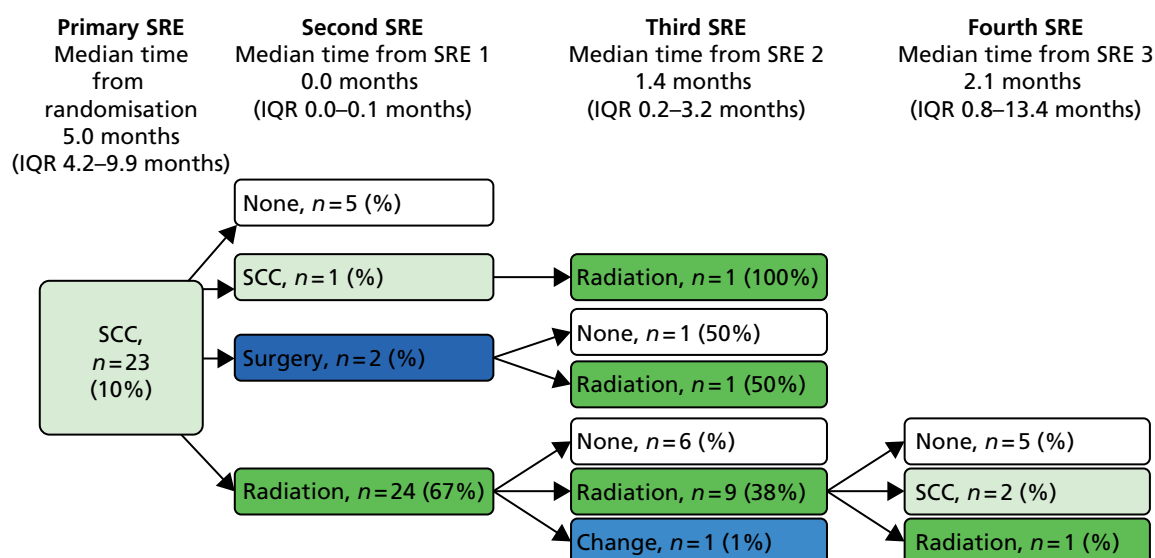 Primary SRE
Median time
from
randomisation
5.0 months
(IQR 4.2–9.9 months)
Second SRE
Median time from SRE 1
0.0 months
(IQR 0.0–0.1 months)
Third SRE
Median time from SRE 2
1.4 months
(IQR 0.2–3.2 months)
Fourth SRE
Median time from SRE 3
2.1 months
(IQR 0.8–13.4 months)
SCC,
n=23
(10%)
None, n=5 (%)
SCC, n=1 (%)
Surgery, n=2 (%)
Radiation, n=24 (67%)
Radiation, n=1 (100%)
None, n=1 (50%)
Radiation, n=1 (50%)
None, n=6 (%)
Radiation, n=9 (38%)
Change, n=1 (1%)
None, n=5 (%)
SCC, n=2 (%)
Radiation, n=1 (%)